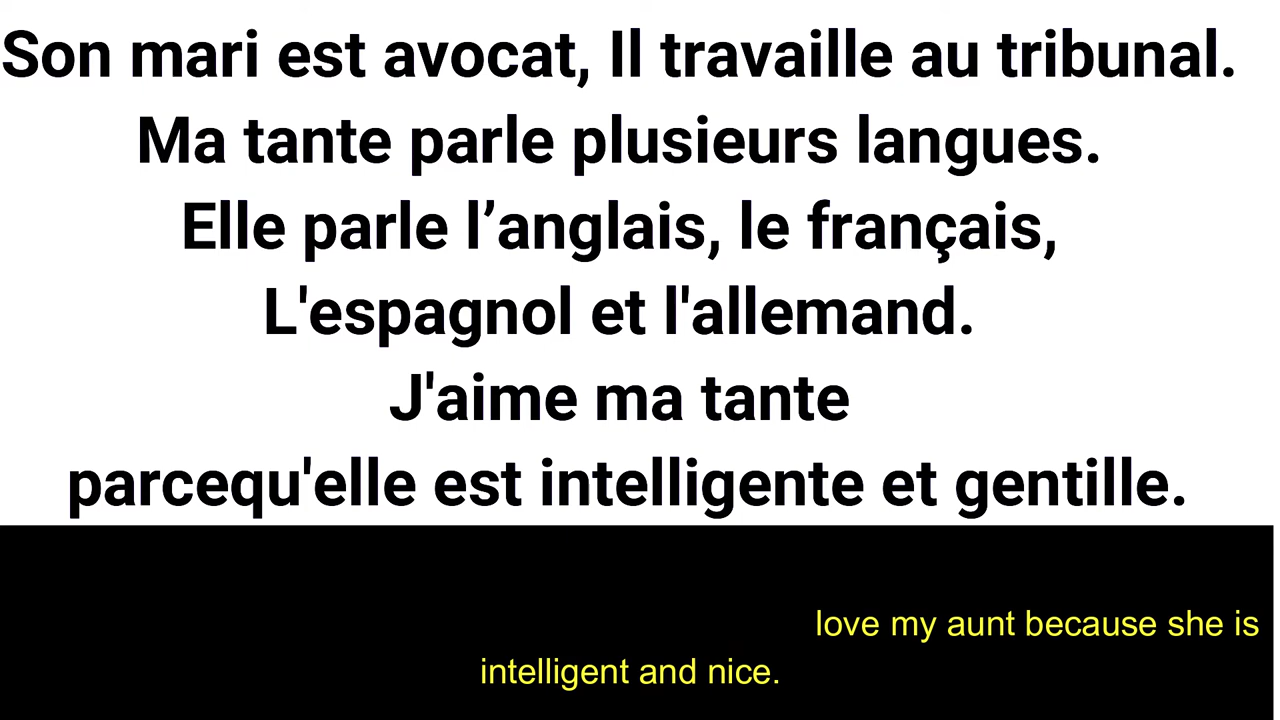 Son mari est avocat, Il travaille au tribunal.
Ma tante parle plusieurs langues.
Elle parle l’anglais, le français,
L'espagnol et l'allemand.
J'aime ma tante
parcequ'elle est intelligente et gentille.
love my aunt because she is
intelligent and nice.